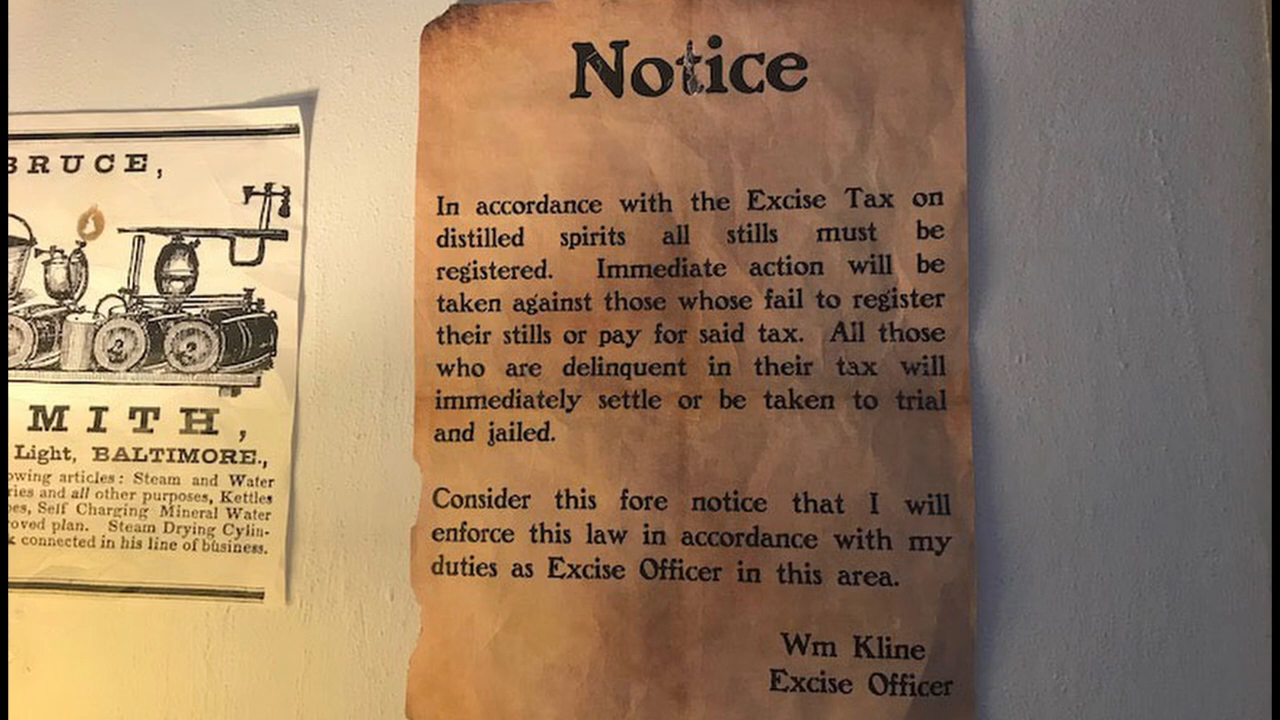 BRUCE,
MITH,
Light, BALTIMORE.,
owing articles: Steam and Water
ries and all other purposes, Kettles
es, Self Charging Mineral Water
roved plan. Steam Drying Cylin-
connected in his line of business.
Notice
In accordance with the Excise Tax on
distilled spirits all stills must be
registered. Immediate action will be
taken against those whose fail to register
their stills or pay for said tax. All those
who are delinquent in their tax will
immediately settle or be taken to trial
and jailed.
Consider this fore notice that I will
enforce this law in accordance with my
duties as Excise Officer in this area.
Wm Kline
Excise Officer